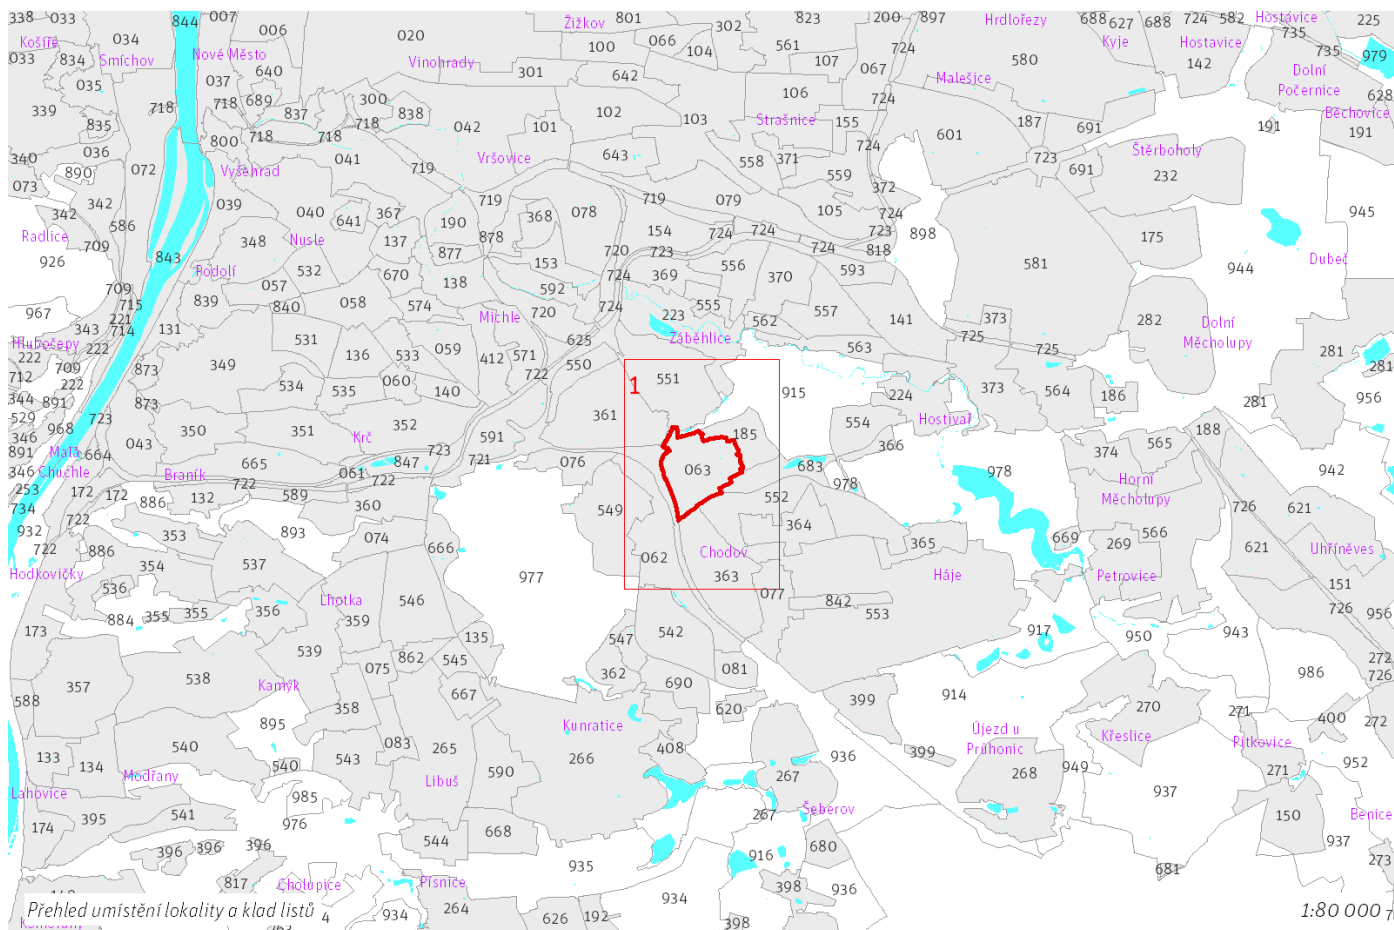 338 033 844 007 Žižkov 801 302 823 200 897 Hrdlořezy 688 627 688 724 582 Hostavice 225
Košíře 034 006 020 100 066 104 561 724 Kyje Hostavice 735 735
033 834 Smíchov Nové Město Vinohrady 301 642 107 067 Malešice 580 142 Dolní Počernice 979
035 037 640 106 628
339 718 718 689 837 300 838 102 103 Strašnice 155 724 187 691 191 Běchovice 191
835 800 718 718 718 042 101 724 601
340 036 072 041 Vršovice 643 558 371 723 Štěrboholy
073 890 Vyšehrad 719 559 372 691 232
342 342 039 040 641 367 190 719 368 078 719 079 105 724 945
Radlice 586 348 Nusle 137 878 154 724 724 724 723 818 898 175
926 709 843 532 877 153 720 723 556 593 581 944 Dubeč
709 Podolí 057 670 138 592 724 369 370
967 715 839 840 058 574 Michle 720 724 223 555 562 557 141 373 282 Dolní Měcholupy
343 221 714 131 531 059 625 Záběhlice 563 725 725
Hlubočepy 222 222 349 136 533 412 571 550 281 281
712 709 873 534 535 060 140 722 1 551 915 224 373 564 186
344 222 891 873 352 361 554 Hostivař 281 956
529 968 723 350 351 Krč 591 185 366 188
346 Malá Chuchle 664 043 723 374 565
891 665 061 847 721 076 063 683 978 978 Horní Měcholupy 942
346 253 172 172 Braník 722 589 722 552
734 886 132 360 549 364 726 621
932 722 353 893 074 666 365 669 269 566 621 Uhříněves
722 886 354 537 977 062 Chodov Háje Petrovice
Hodkovičky 536 363 077 151
884 355 355 356 Lhotka 546 842 553 726 956
173 359 135 547 542 917 950 943
539 862 545 362 081 986 272
588 357 538 Kamýk 075 667 690 399 914 270 271 726
895 358 620 Újezd u Průhonic Křeslice 400 272
133 134 540 083 265 Kunratice 408 936 399 Pitkovice
Modřany 540 543 590 266 267 268 949 271 952
Lahovice 985 Libuš Šeberov 937
174 395 541 976 544 668 267 150 Benice
396 396 396 935 916 680 937 273
817 Cholupice Písnice 681
934 264 626 192 934 398 936 398
Přehled umístění lokality a klad listů
1:80 000